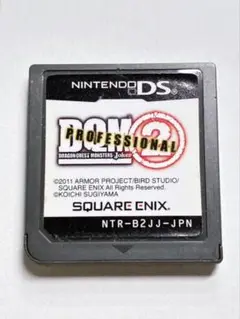 NINTENDO DS
DQM 2
PROFESSIONAL
DRAGON QUEST MONSTERS Joker
©2011 ARMOR PROJECT/BIRD STUDIO/
SQUARE ENIX All Rights Reserved.
©KOICHI SUGIYAMA
SQUARE ENIX.
NTR-B2JJ-JPN